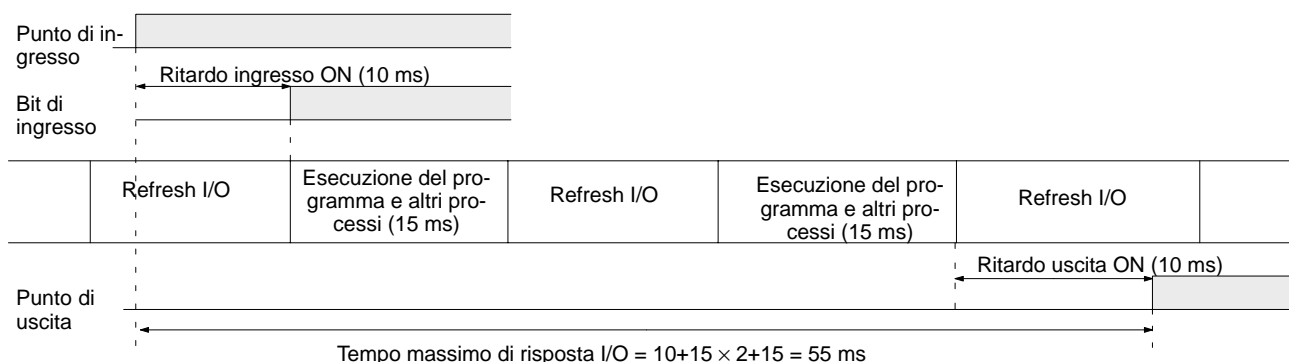 Punto di in-
gresso
Ritardo ingresso ON (10 ms)
Bit di
ingresso
Refresh I/O
Esecuzione del pro-
gramma e altri pro-
cessi (15 ms)
Refresh I/O
Esecuzione del pro-
gramma e altri pro-
cessi (15 ms)
Refresh I/O
Ritardo uscita ON (10 ms)
Punto di
uscita
Tempo massimo di risposta I/O = 10+15 × 2+15 = 55 ms